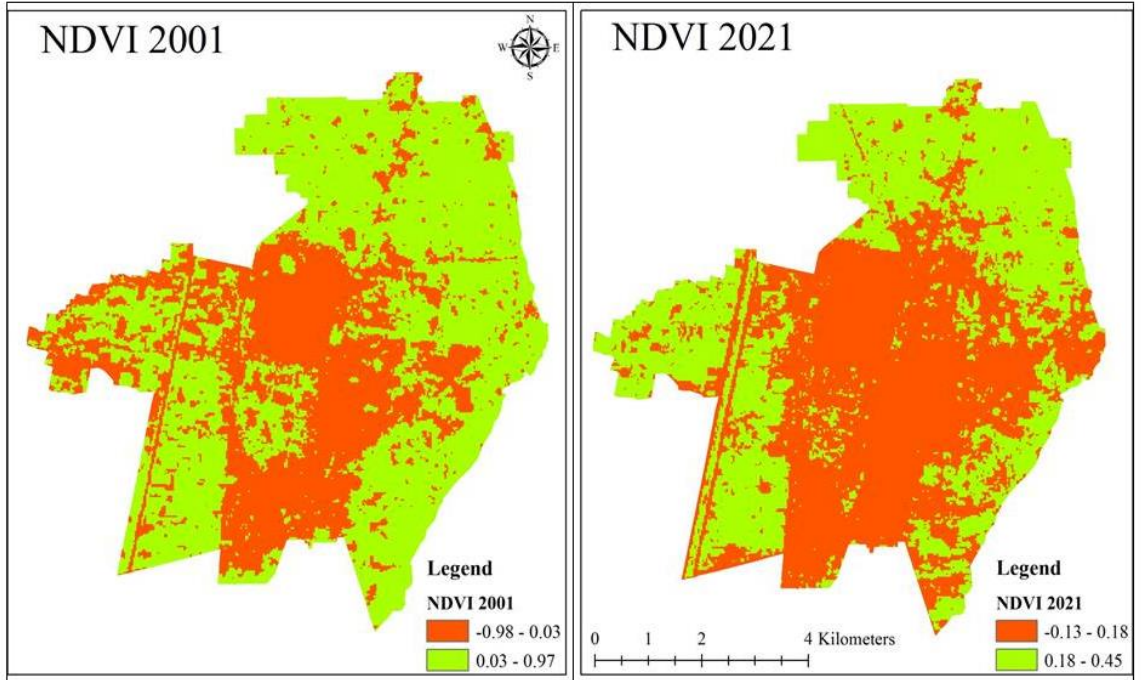 NDVI 2001
N
W E
S
Legend
NDVI 2001
-0.98 - 0.03
0.03 - 0.97
NDVI 2021
0 1 2 4 Kilometers
Legend
NDVI 2021
-0.13 - 0.18
0.18 - 0.45